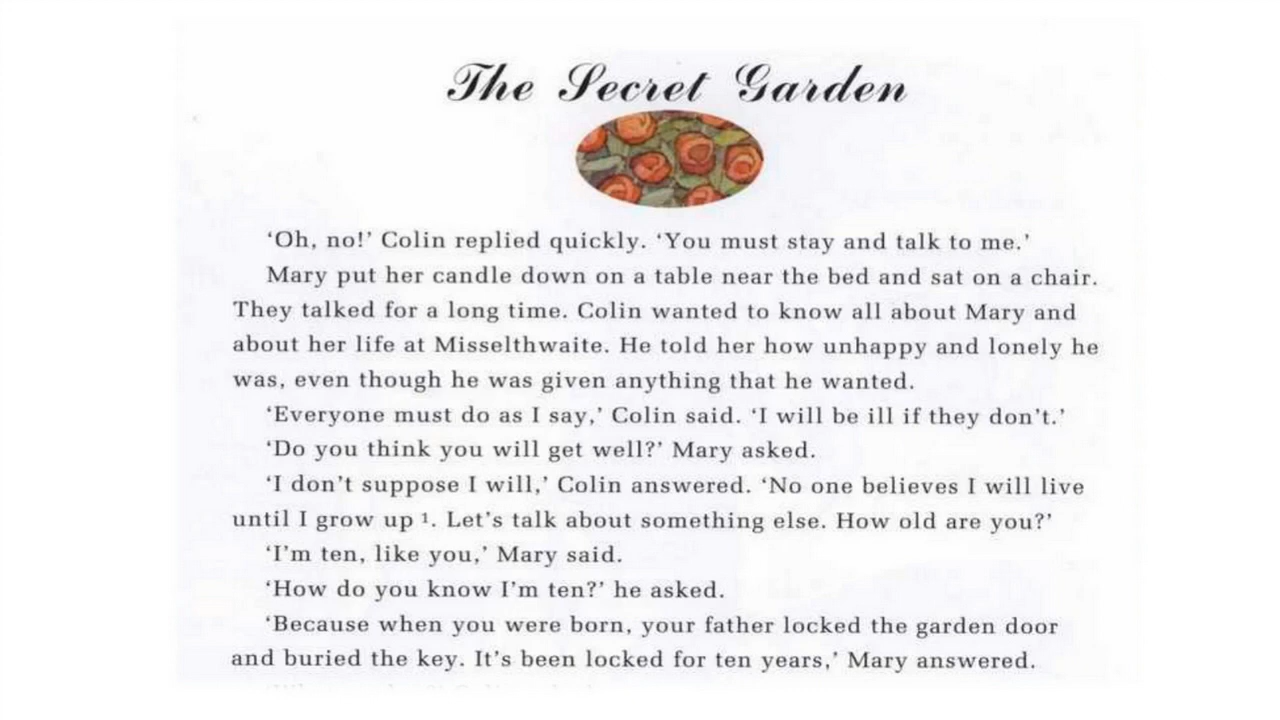 The Secret Garden
‘Oh, no!’ Colin replied quickly. ‘You must stay and talk to me.’
Mary put her candle down on a table near the bed and sat on a chair.
They talked for a long time. Colin wanted to know all about Mary and
about her life at Misselthwaite. He told her how unhappy and lonely he
was, even though he was given anything that he wanted.
‘Everyone must do as I say,’ Colin said. ‘I will be ill if they don’t.’
‘Do you think you will get well?’ Mary asked.
‘I don’t suppose I will,’ Colin answered. ‘No one believes I will live
until I grow up ¹. Let’s talk about something else. How old are you?’
‘I’m ten, like you,’ Mary said.
‘How do you know I’m ten?’ he asked.
‘Because when you were born, your father locked the garden door
and buried the key. It’s been locked for ten years,’ Mary answered.